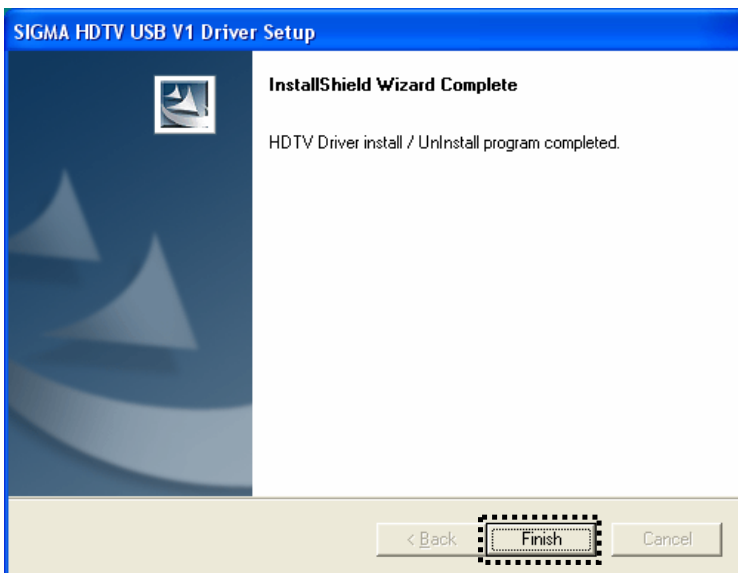 SIGMA HDTV USB V1 Driver Setup
InstallShield Wizard Complete
HDTV Driver install / UnInstall program completed.
< Back Finish Cancel